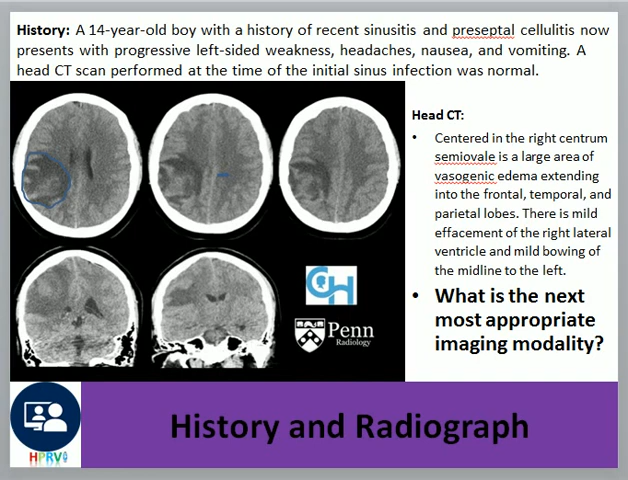 History: A 14-year-old boy with a history of recent sinusitis and preseptal cellulitis now
presents with progressive left-sided weakness, headaches, nausea, and vomiting. A
head CT scan performed at the time of the initial sinus infection was normal.
Head CT:
• Centered in the right centrum
semiovale is a large area of
vasogenic edema extending
into the frontal, temporal, and
parietal lobes. There is mild
effacement of the right lateral
ventricle and mild bowing of
the midline to the left.
• What is the next
most appropriate
imaging modality?
CH
Penn
Radiology
History and Radiograph
HPRV